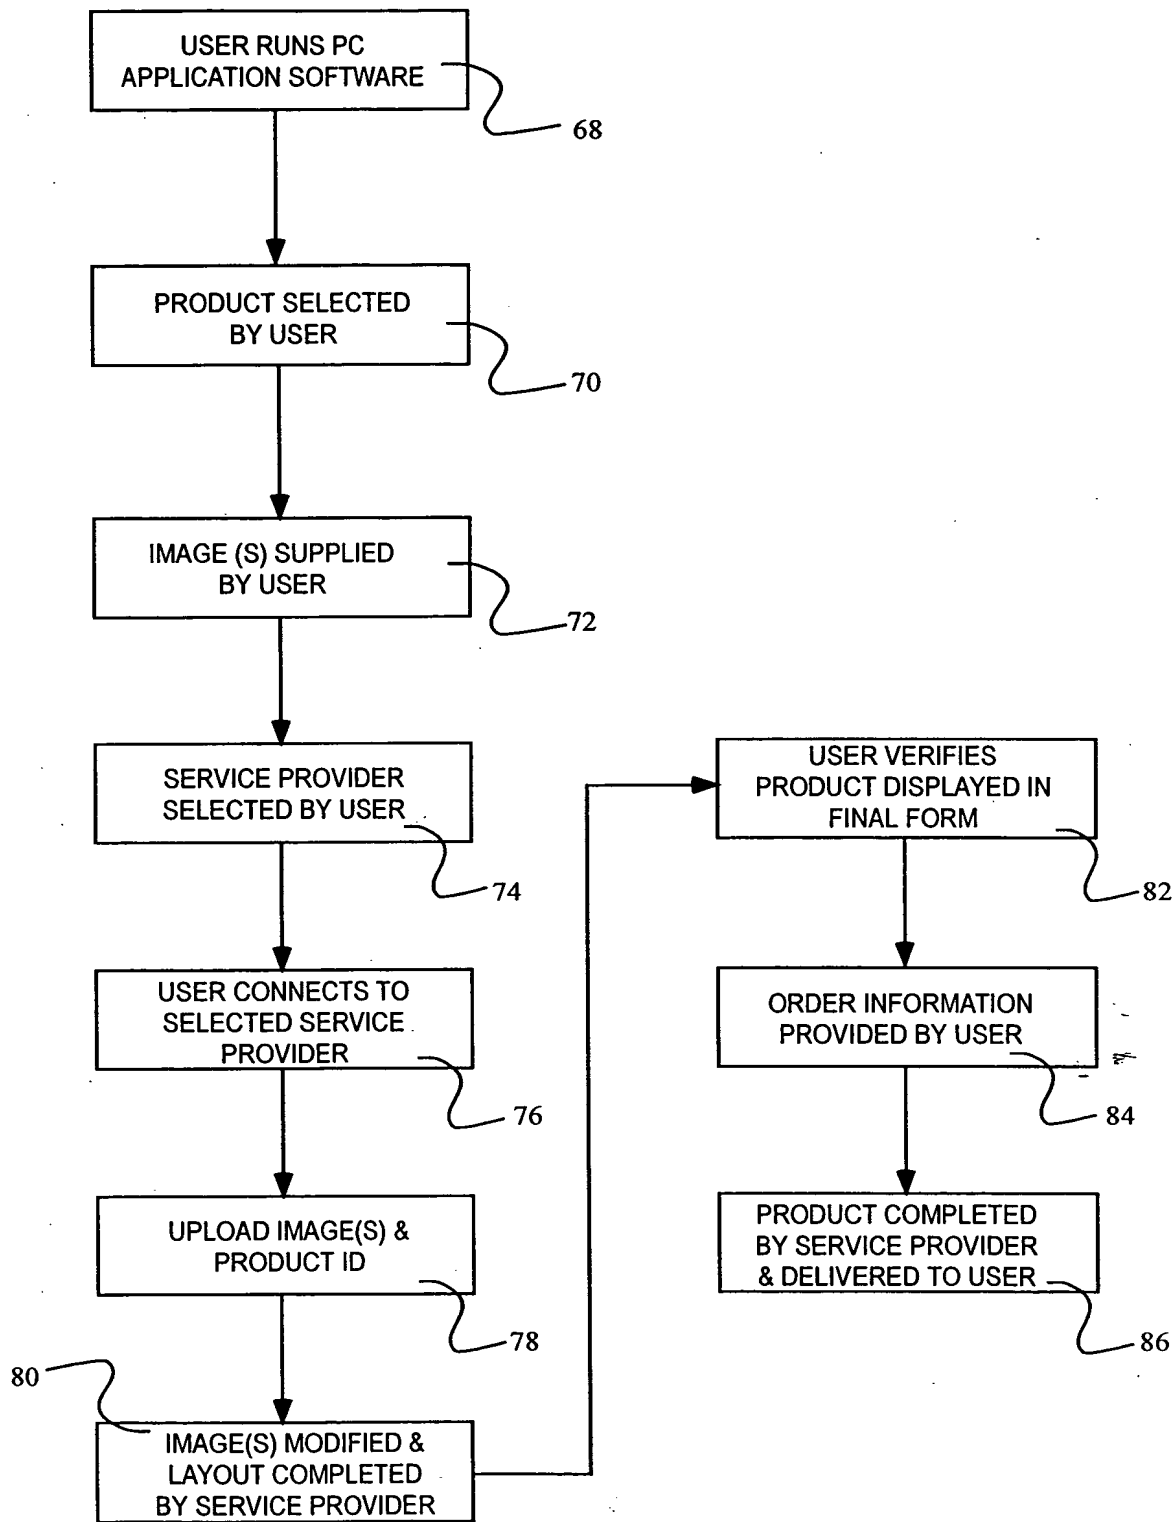 USER RUNS PC
APPLICATION SOFTWARE
68
PRODUCT SELECTED
BY USER
70
IMAGE (S) SUPPLIED
BY USER
72
SERVICE PROVIDER
SELECTED BY USER
74
USER CONNECTS TO
SELECTED SERVICE
PROVIDER
76
UPLOAD IMAGE(S) &
PRODUCT ID
78
80
IMAGE(S) MODIFIED &
LAYOUT COMPLETED
BY SERVICE PROVIDER
USER VERIFIES
PRODUCT DISPLAYED IN
FINAL FORM
82
ORDER INFORMATION
PROVIDED BY USER
84
PRODUCT COMPLETED
BY SERVICE PROVIDER
& DELIVERED TO USER
86